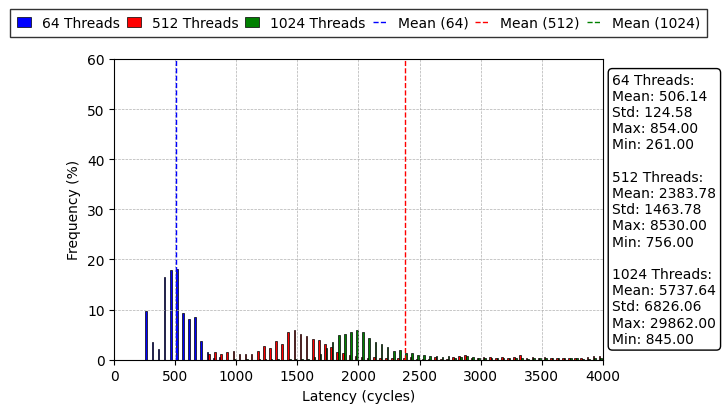 64 Threads 512 Threads 1024 Threads Mean (64) Mean (512) Mean (1024)
60
50
40
30
20
10
0
Frequency (%)
0 500 1000 1500 2000 2500 3000 3500 4000
Latency (cycles)
64 Threads:
Mean: 506.14
Std: 124.58
Max: 854.00
Min: 261.00
512 Threads:
Mean: 2383.78
Std: 1463.78
Max: 8530.00
Min: 756.00
1024 Threads:
Mean: 5737.64
Std: 6826.06
Max: 29862.00
Min: 845.00